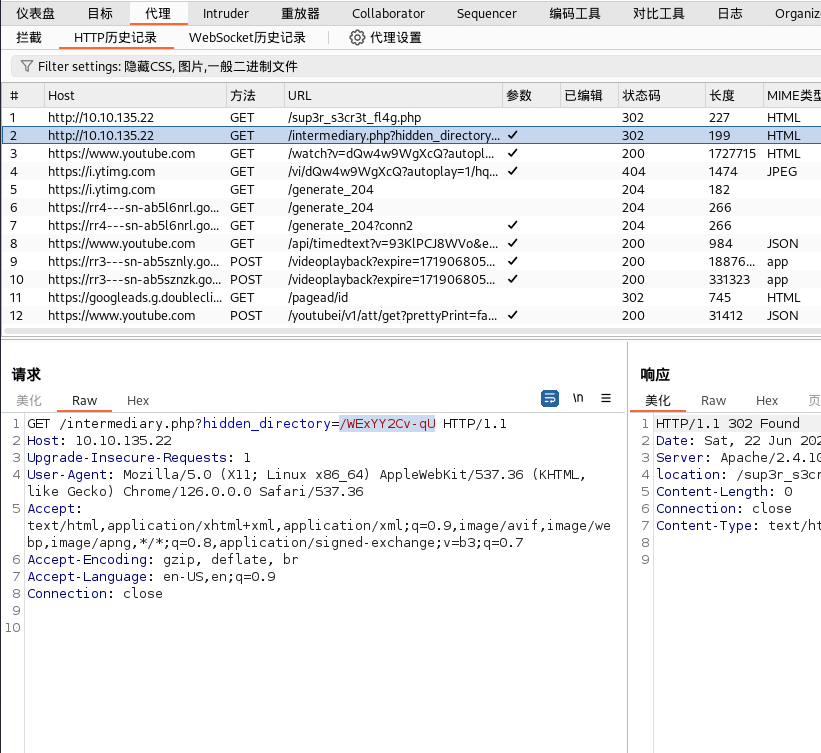 仪表盘 目标 代理 Intruder 重放器 Collaborator Sequencer 编码工具 对比工具 日志 Organiz
拦截 HTTP历史记录 WebSocket历史记录 代理设置
Filter settings: 隐藏CSS, 图片,一般二进制文件
# Host 方法 URL 参数 已编辑 状态码 长度 MIME类型
1 http://10.10.135.22 GET /sup3r_s3cr3t_fl4g.php 302 227 HTML
2 http://10.10.135.22 GET /intermediary.php?hidden_directory... ✓ 302 199 HTML
3 https://www.youtube.com GET /watch?v=dQw4w9WgXcQ?autopl... ✓ 200 1727715 HTML
4 https://i.ytimg.com GET /vi/dQw4w9WgXcQ?autoplay=1/hq... ✓ 404 1474 JPEG
5 https://i.ytimg.com GET /generate_204 204 182
6 https://rr4---sn-ab5l6nrl.go... GET /generate_204 204 266
7 https://rr4---sn-ab5l6nrl.go... GET /generate_204?conn2 ✓ 204 266
8 https://www.youtube.com GET /api/timedtext?v=93KlPCJ8WVo&e... ✓ 200 984 JSON
9 https://rr3---sn-ab5sznly.go... POST /videoplayback?expire=171906805... ✓ 200 18876... app
10 https://rr3---sn-ab5sznzk.go... POST /videoplayback?expire=171906805... ✓ 200 331323 app
11 https://googleads.g.doublecli... GET /pagead/id 302 745 HTML
12 https://www.youtube.com POST /youtubei/v1/att/get?prettyPrint=fa... ✓ 200 31412 JSON
请求
美化 Raw Hex \n
1 GET /intermediary.php?hidden_directory=/WExYY2Cv-qU HTTP/1.1
2 Host: 10.10.135.22
3 Upgrade-Insecure-Requests: 1
4 User-Agent: Mozilla/5.0 (X11; Linux x86_64) AppleWebKit/537.36 (KHTML,
like Gecko) Chrome/126.0.0.0 Safari/537.36
5 Accept:
text/html,application/xhtml+xml,application/xml;q=0.9,image/avif,image/we
bp,image/apng,*/*;q=0.8,application/signed-exchange;v=b3;q=0.7
6 Accept-Encoding: gzip, deflate, br
7 Accept-Language: en-US,en;q=0.9
8 Connection: close
9
10
响应
美化 Raw Hex 页
1 HTTP/1.1 302 Found
2 Date: Sat, 22 Jun 202
3 Server: Apache/2.4.10
4 location: /sup3r_s3cr
5 Content-Length: 0
6 Connection: close
7 Content-Type: text/ht
8
9